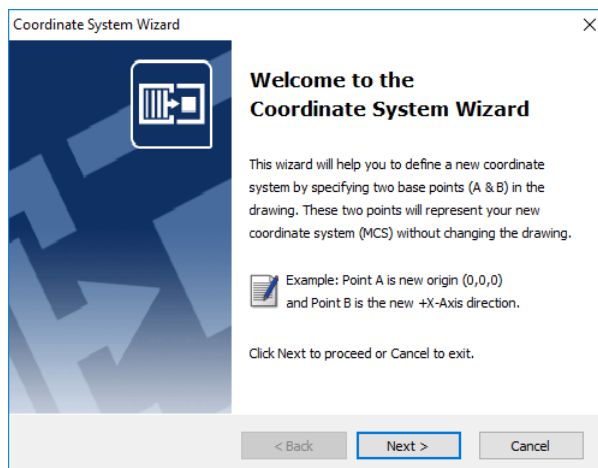 Coordinate System Wizard
Welcome to the
Coordinate System Wizard
This wizard will help you to define a new coordinate
system by specifying two base points (A & B) in the
drawing. These two points will represent your new
coordinate system (MCS) without changing the drawing.
Example: Point A is new origin (0,0,0)
and Point B is the new +X-Axis direction.
Click Next to proceed or Cancel to exit.
< Back Next > Cancel